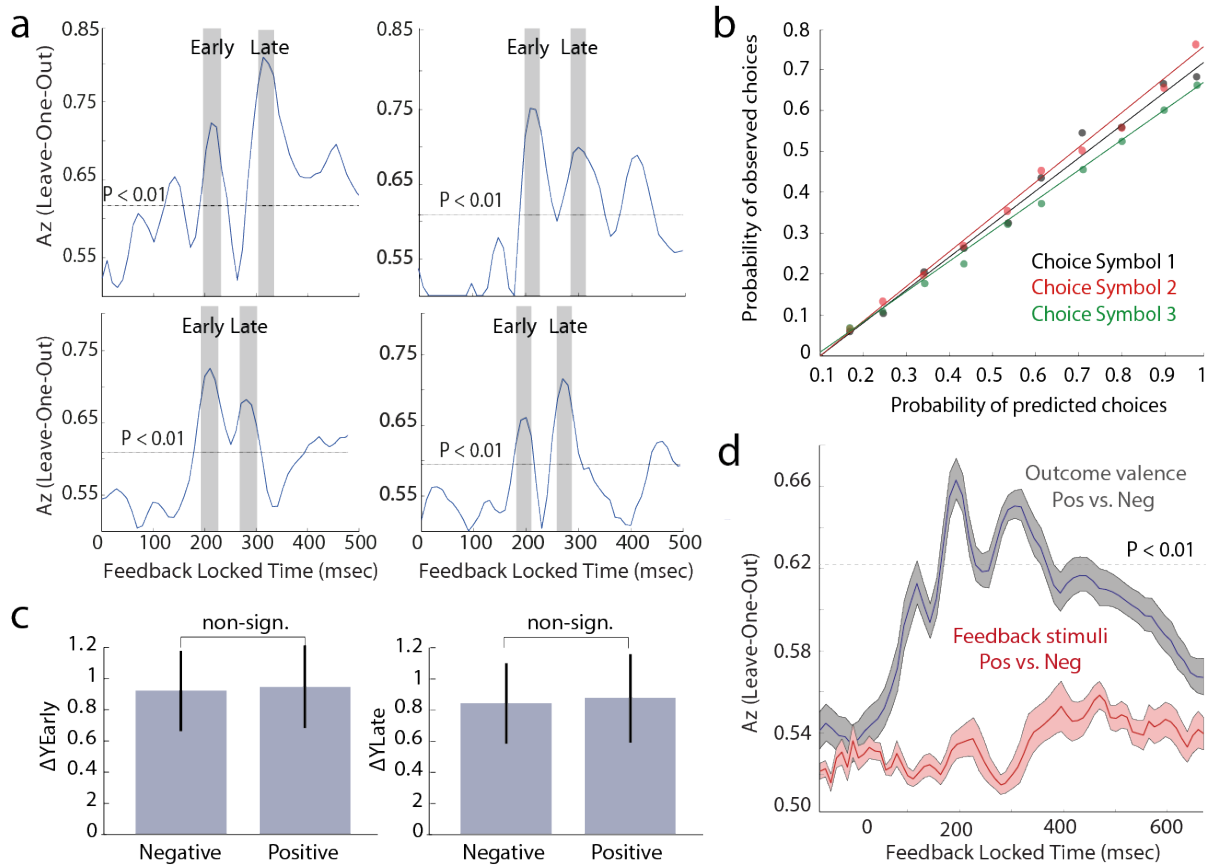 a
Az (Leave-One-Out)
0.85
0.75
0.65
0.55
Early
Late
P < 0.01
0.85
0.75
0.65
0.55
Early
Late
P < 0.01
Az (Leave-One-Out)
0.75
0.65
0.55
Early
Late
P < 0.01
0 100 200 300 400 500
Feedback Locked Time (msec)
0.75
0.65
0.55
Early
Late
P < 0.01
0 100 200 300 400 500
Feedback Locked Time (msec)
b
Probability of observed choices
0.8
0.7
0.6
0.5
0.4
0.3
0.2
0.1
0
Choice Symbol 1
Choice Symbol 2
Choice Symbol 3
0.1 0.2 0.3 0.4 0.5 0.6 0.7 0.8 0.9 1
Probability of predicted choices
c
non-sign.
ΔYEarly
1.2
1
0.8
0.6
0.4
0.2
0
Negative Positive
non-sign.
ΔYLate
1.2
1
0.8
0.6
0.4
0.2
0
Negative Positive
d
Az (Leave-One-Out)
0.66
0.62
0.58
0.54
0.50
Outcome valence
Pos vs. Neg
P < 0.01
Feedback stimuli
Pos vs. Neg
0 200 400 600
Feedback Locked Time (msec)